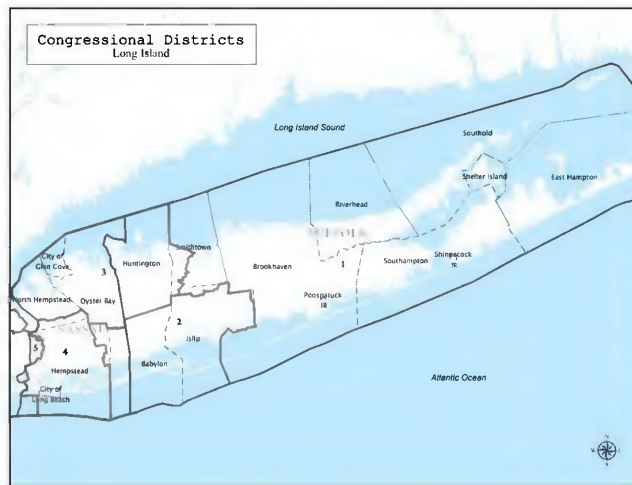 Congressional Districts
Long Island
Long Island Sound
Southold
Shelter Island
East Hampton
Riverhead
SUFFOLK
Smithtown
City of
Glen Cove
3
Huntington
Brookhaven
1
Southampton
Shinnecock
IR
North Hempstead
Oyster Bay
Poospatuck
IR
2
Islip
NASSAU
5
4
Hempstead
Babylon
City of
Long Beach
Atlantic Ocean
N
W
E
S